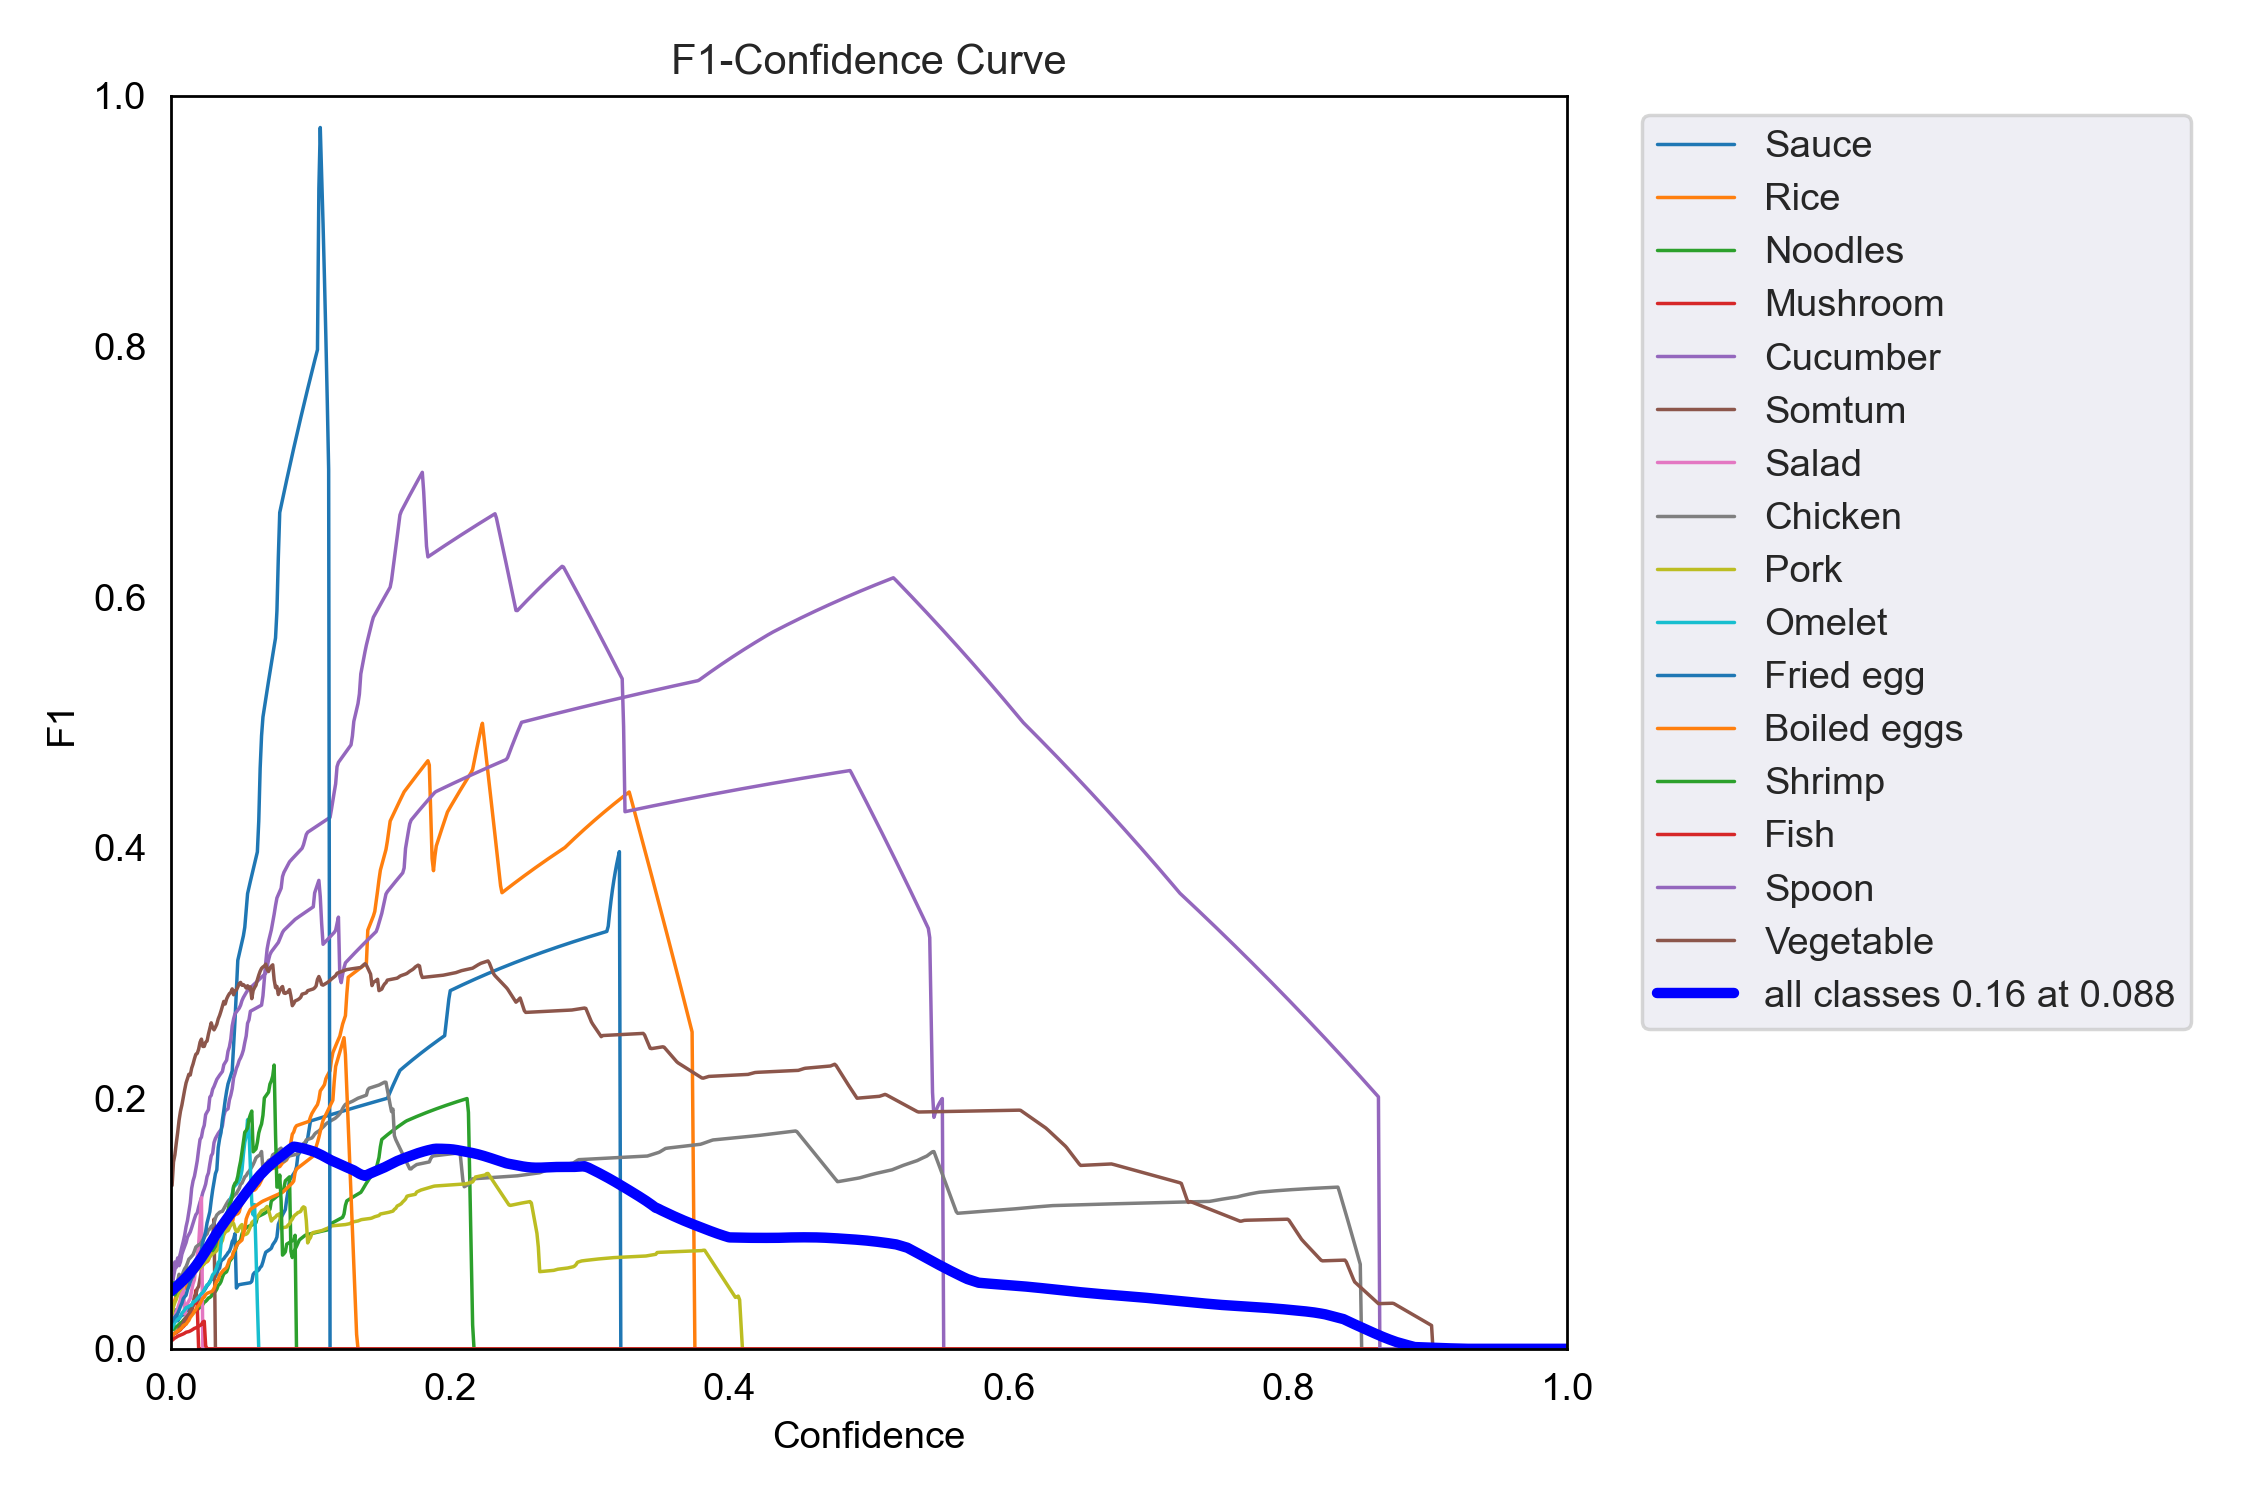 F1-Confidence Curve
1.0
0.8
0.6
0.4
0.2
0.0
F1
0.0 0.2 0.4 0.6 0.8 1.0
Confidence
Sauce
Rice
Noodles
Mushroom
Cucumber
Somtum
Salad
Chicken
Pork
Omelet
Fried egg
Boiled eggs
Shrimp
Fish
Spoon
Vegetable
all classes 0.16 at 0.088